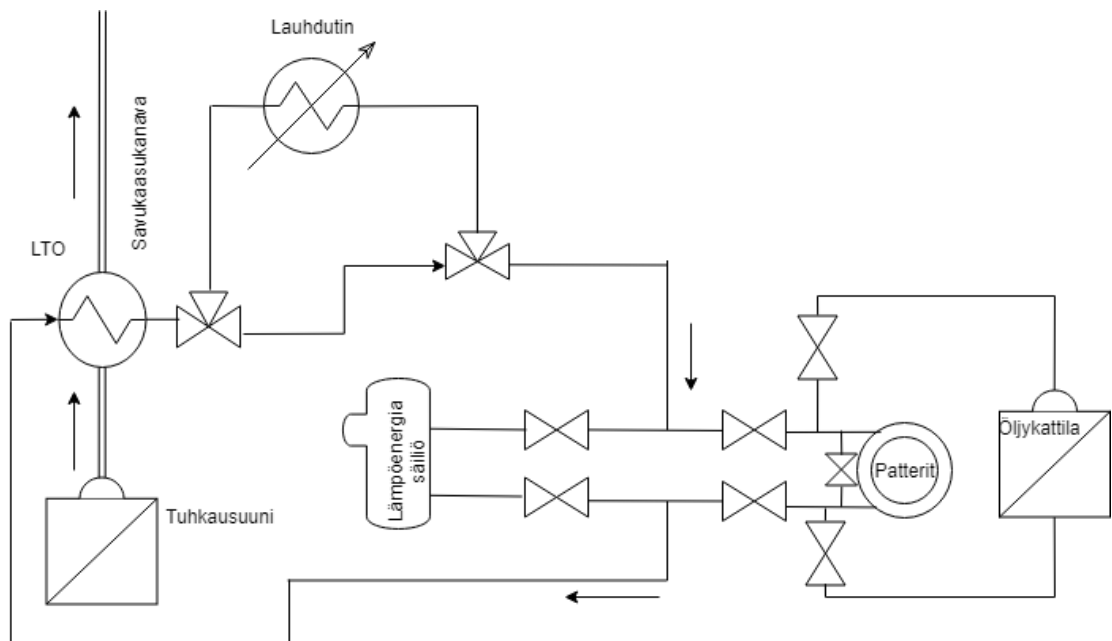 Lauhdutin
Savukaasukanava
LTO
Lämpöenergia
säiliö
Öljykattila
Patterit
Tuhkausuuni